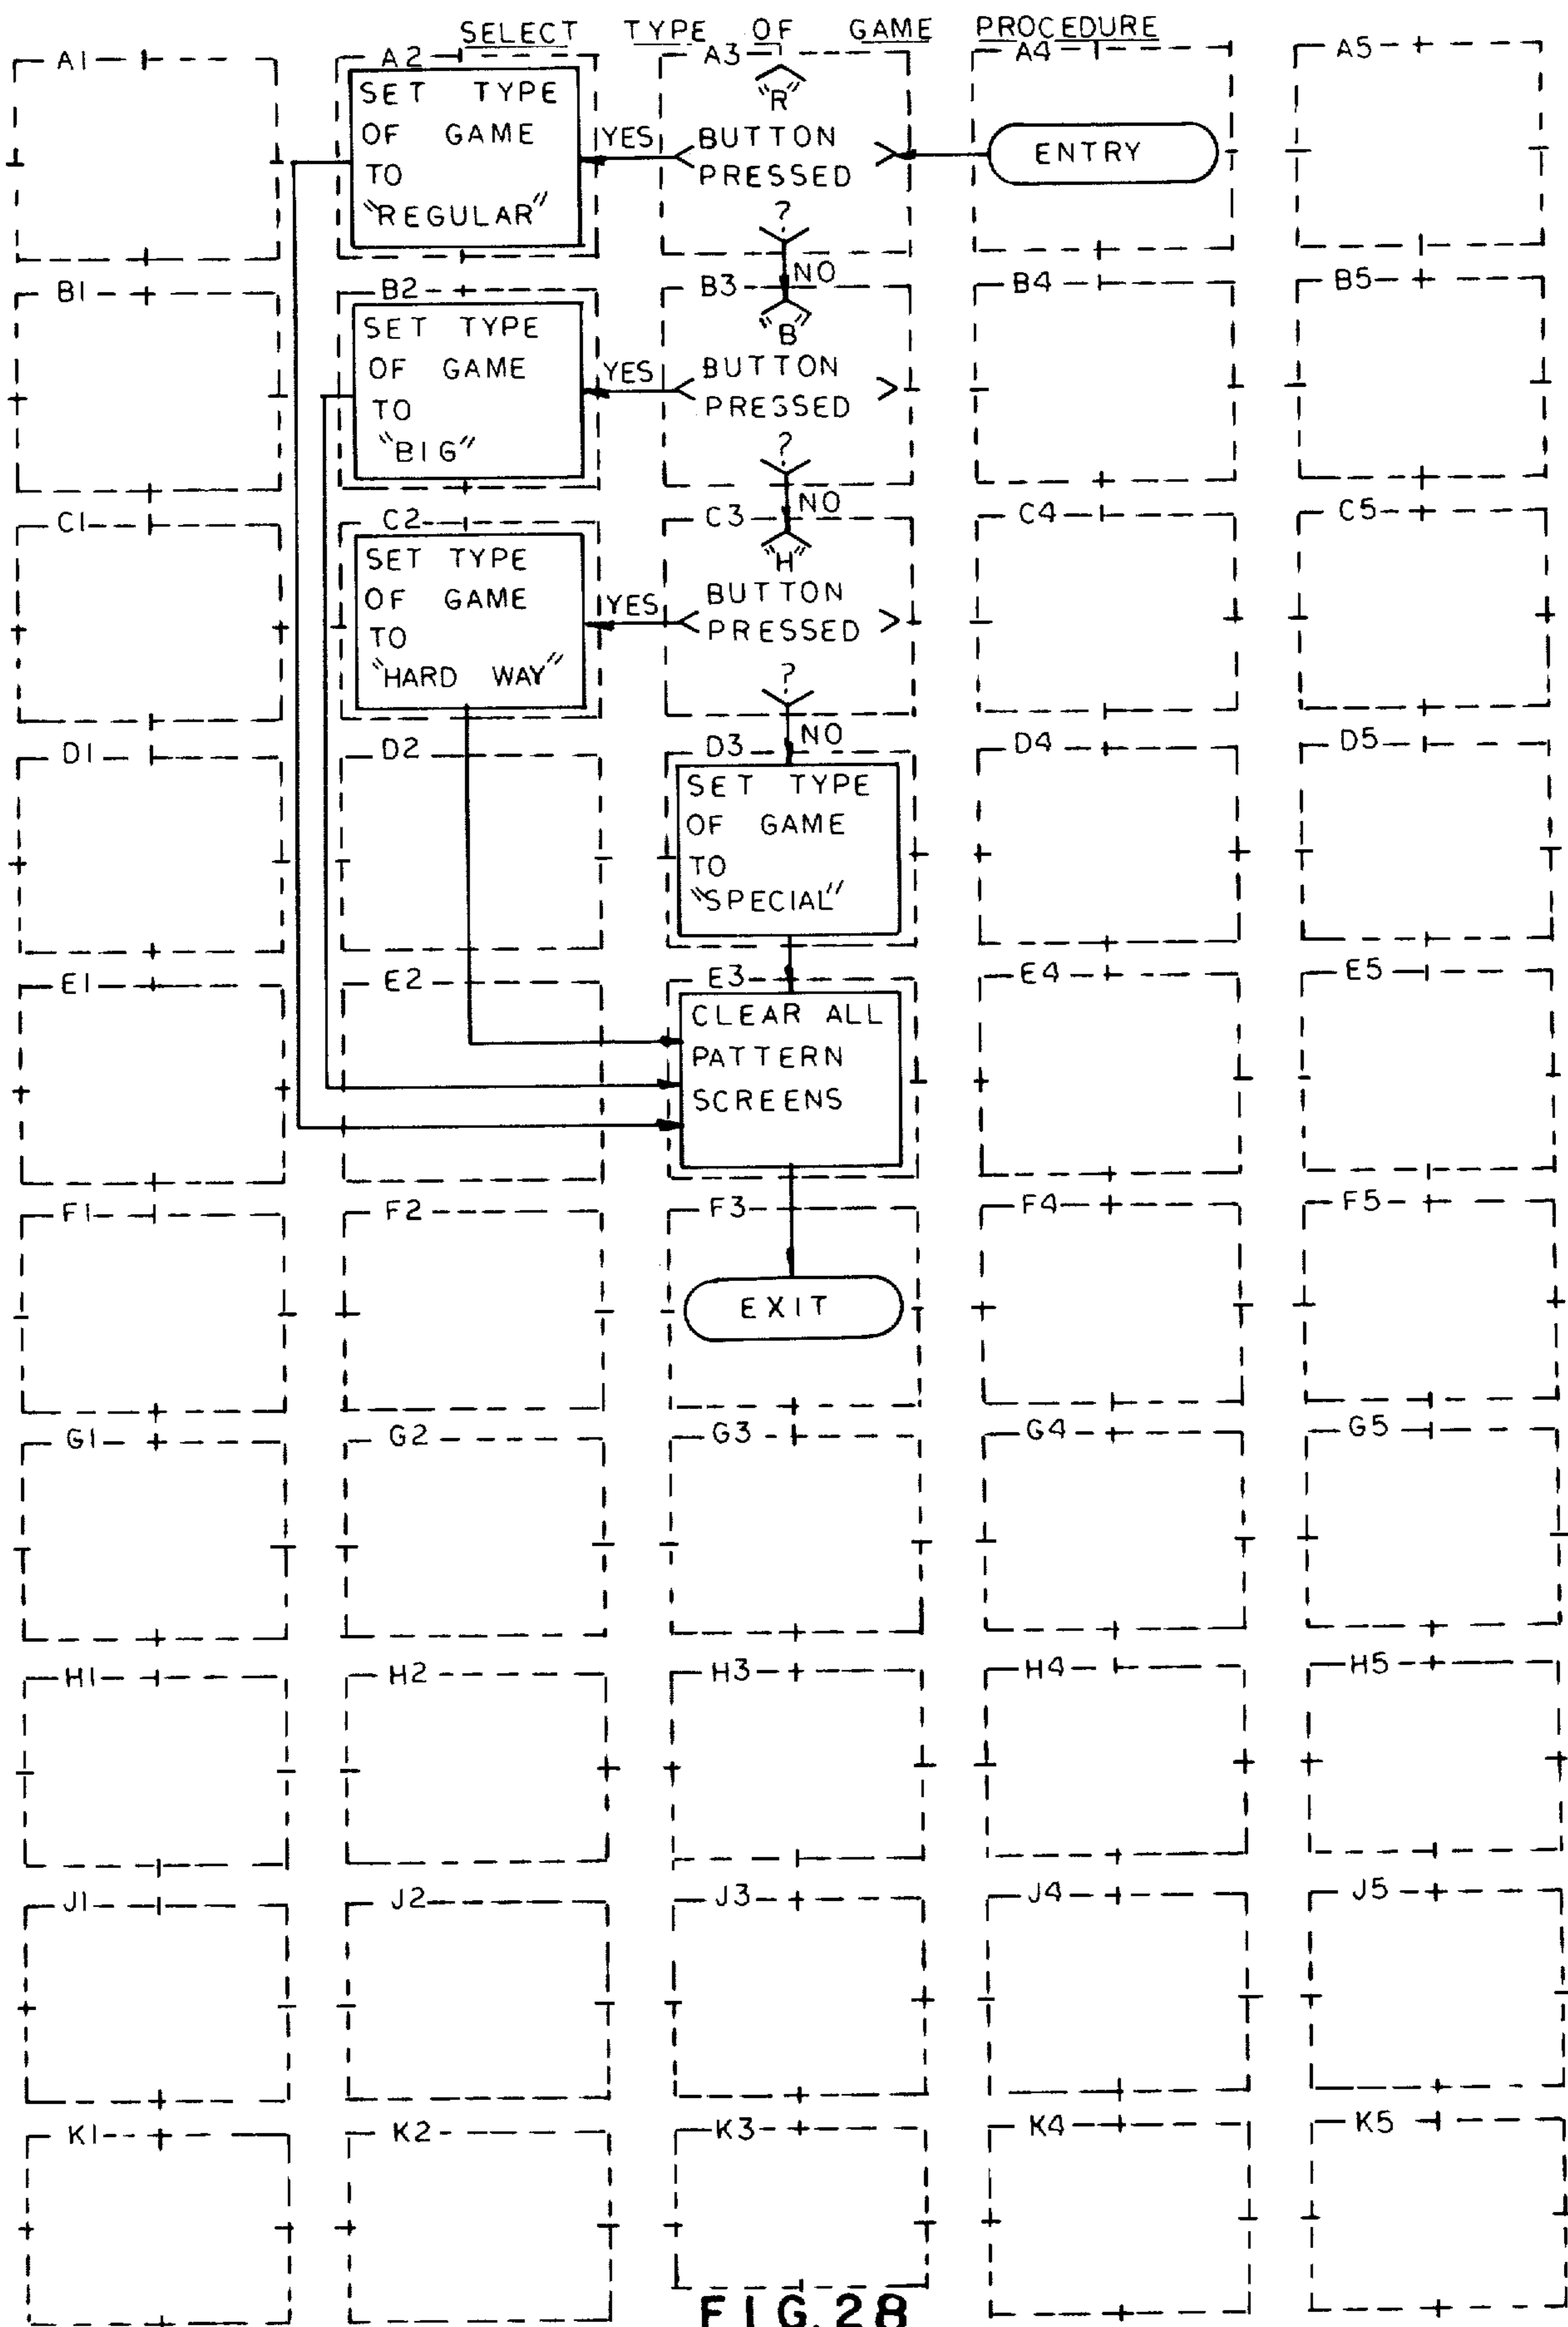 SELECT TYPE OF GAME PROCEDURE
A1
A2
SET TYPE
OF GAME
TO
"REGULAR"
YES
A3
"R"
BUTTON
PRESSED
?
NO
A4
ENTRY
A5
B1
B2
SET TYPE
OF GAME
TO
"BIG"
YES
B3
"B"
BUTTON
PRESSED
?
NO
B4
B5
C1
C2
SET TYPE
OF GAME
TO
"HARD WAY"
YES
C3
"H"
BUTTON
PRESSED
?
NO
C4
C5
D1
D2
D3
SET TYPE
OF GAME
TO
"SPECIAL"
D4
D5
E1
E2
E3
CLEAR ALL
PATTERN
SCREENS
E4
E5
F1
F2
F3
EXIT
F4
F5
G1
G2
G3
G4
G5
H1
H2
H3
H4
H5
J1
J2
J3
J4
J5
K1
K2
K3
K4
K5
FIG.28